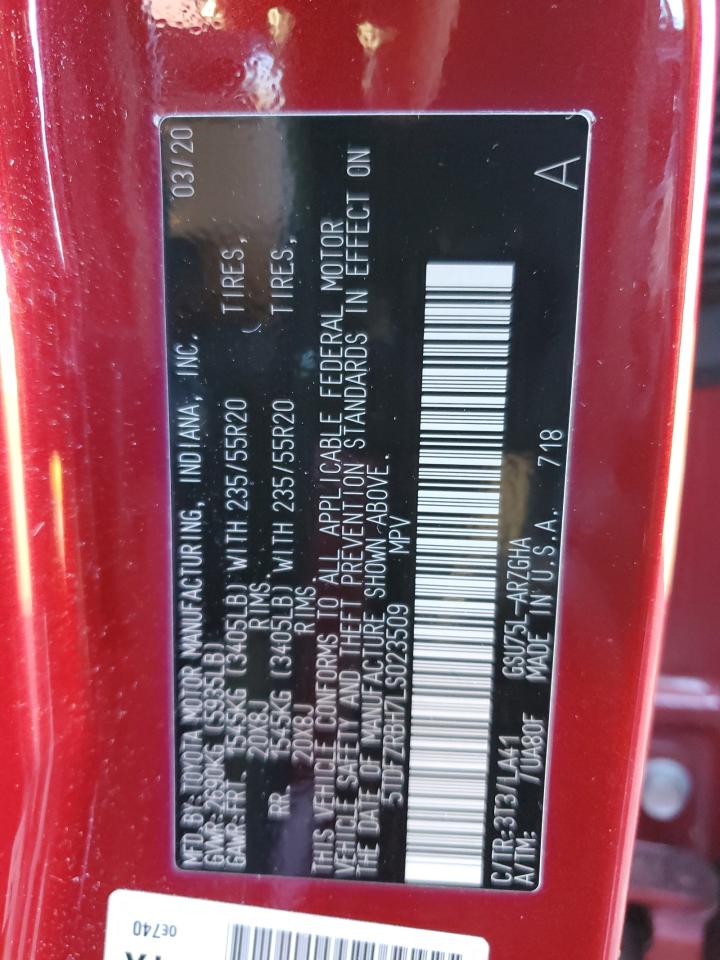 MFD.BY:TOYOTA MOTOR MANUFACTURING, INDIANA, INC. 03/20
GVWR:2690KG (5935LB)
GAWR:FRT. 1545KG (3405LB) WITH 235/55R20 TIRES,
20X8J RIMS.
RR. 1545KG (3405LB) WITH 235/55R20 TIRES,
20X8J RIMS.
THIS VEHICLE CONFORMS TO ALL APPLICABLE FEDERAL MOTOR
VEHICLE SAFETY AND THEFT PREVENTION STANDARDS IN EFFECT ON
THE DATE OF MANUFACTURE SHOWN ABOVE.
5TDFZRBH7LS023509 MPV
C/TR:3T3/LA41 GSU75L-ARZGHA
A/TM: /UA80F MADE IN U.S.A. 718 A
0E740